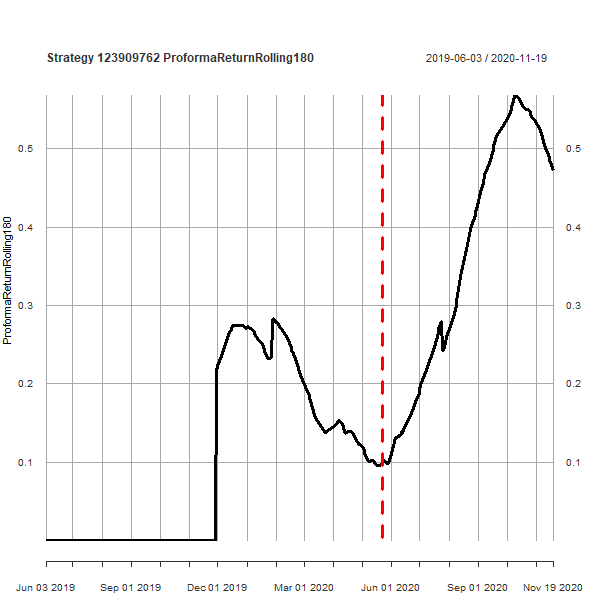 Strategy 123909762 ProformaReturnRolling180
2019-06-03 / 2020-11-19
ProformaReturnRolling180
0.5
0.4
0.3
0.2
0.1
0.5
0.4
0.3
0.2
0.1
Jun 03 2019
Sep 01 2019
Dec 01 2019
Mar 01 2020
Jun 01 2020
Sep 01 2020
Nov 19 2020